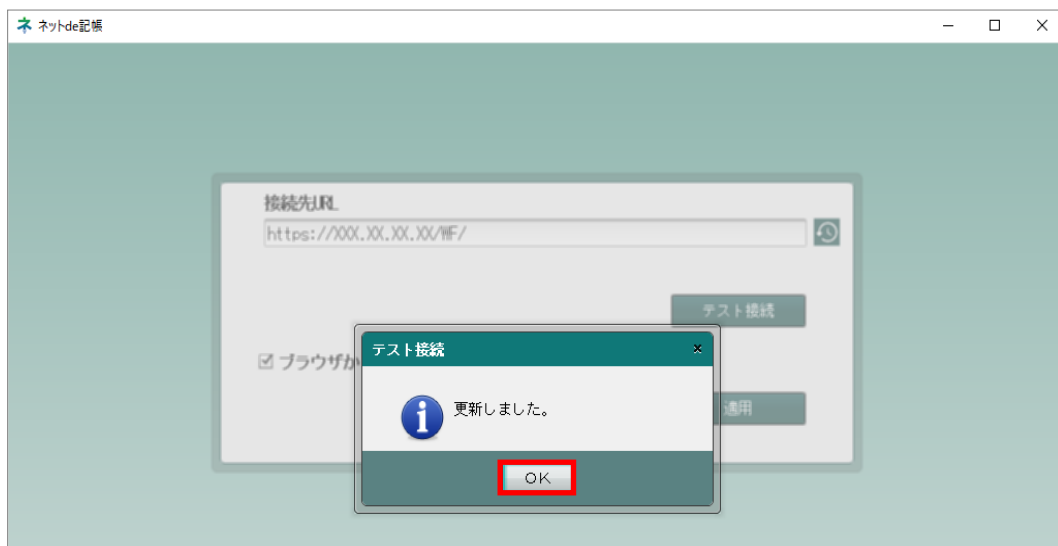 ネットde記帳
接続先URL
https://XXX.XX.XX.XX/WF/
テスト接続
ブラウザか
テスト接続
更新しました。
適用
OK